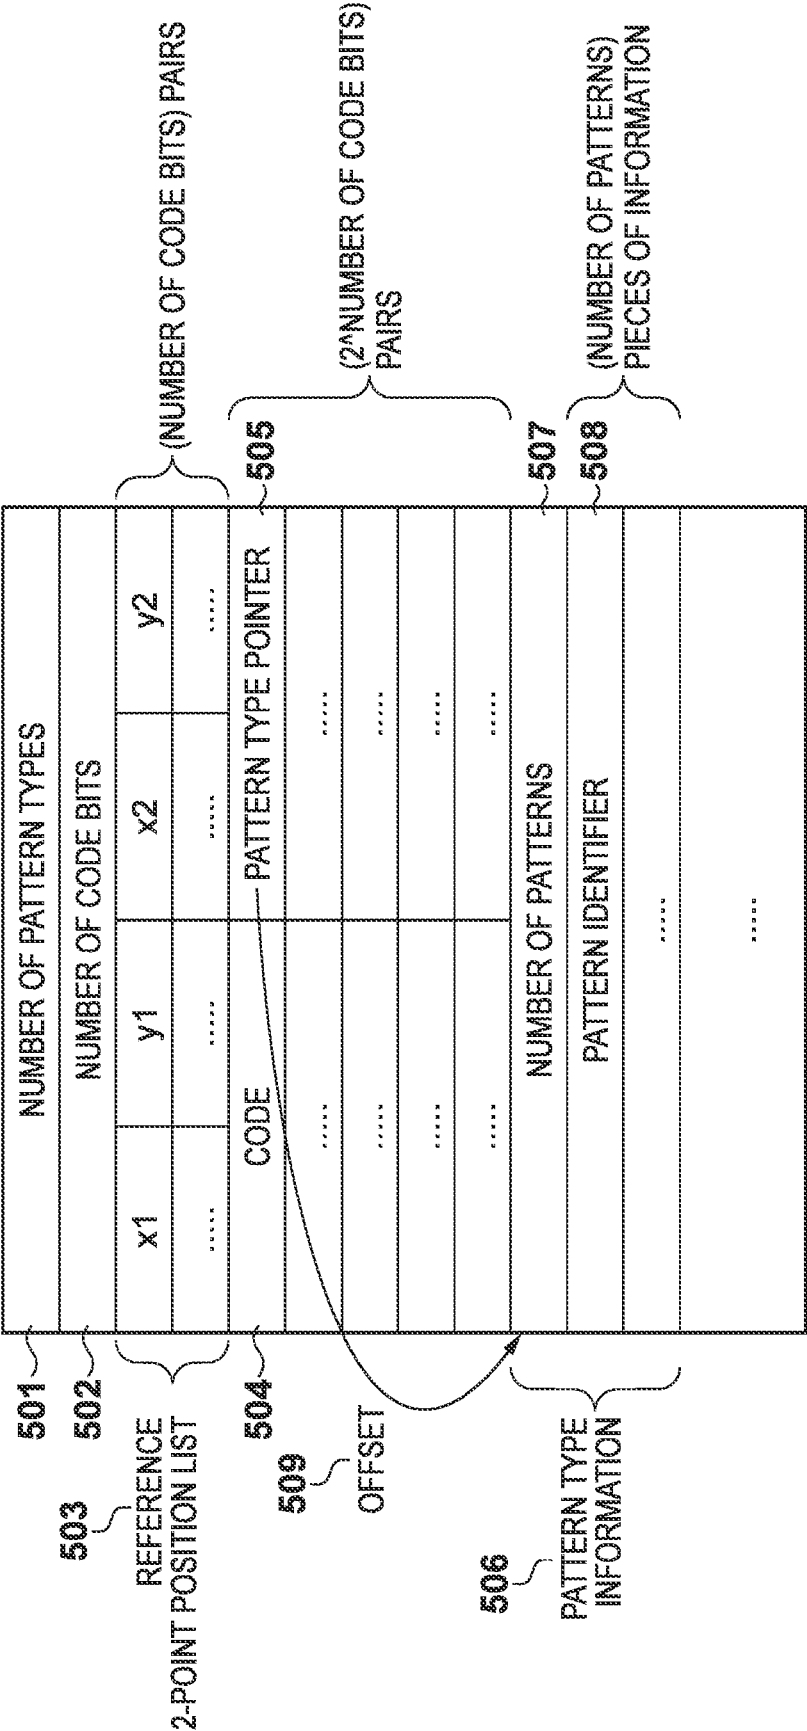 501
NUMBER OF PATTERN TYPES
502
NUMBER OF CODE BITS
503
REFERENCE
2-POINT POSITION LIST
x1 y1 x2 y2
..... ..... ..... .....
(NUMBER OF CODE BITS) PAIRS
504
CODE
PATTERN TYPE POINTER
505
..... .....
..... .....
..... .....
..... .....
(2^NUMBER OF CODE BITS)
PAIRS
509
OFFSET
506
PATTERN TYPE
INFORMATION
NUMBER OF PATTERNS
507
PATTERN IDENTIFIER
508
.....
(NUMBER OF PATTERNS)
PIECES OF INFORMATION
.....